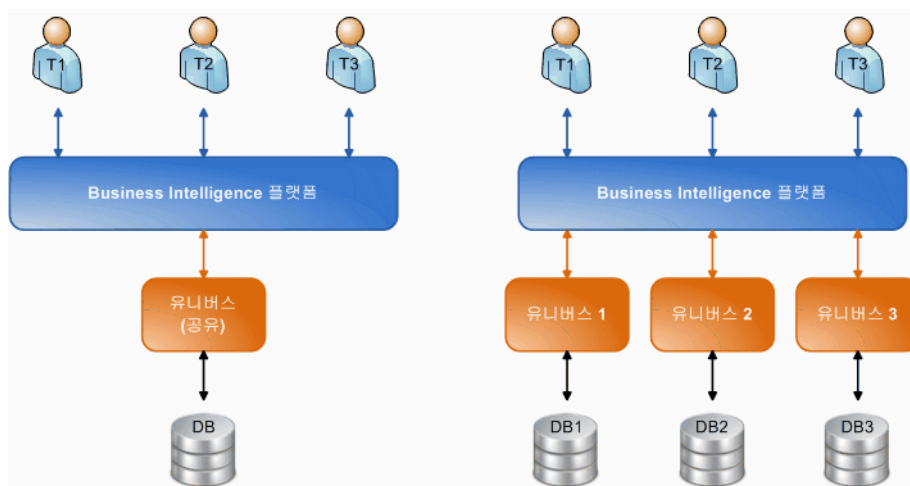 T1
T2
T3
Business Intelligence 플랫폼
유니버스
(공유)
DB
T1
T2
T3
Business Intelligence 플랫폼
유니버스 1
유니버스 2
유니버스 3
DB1
DB2
DB3